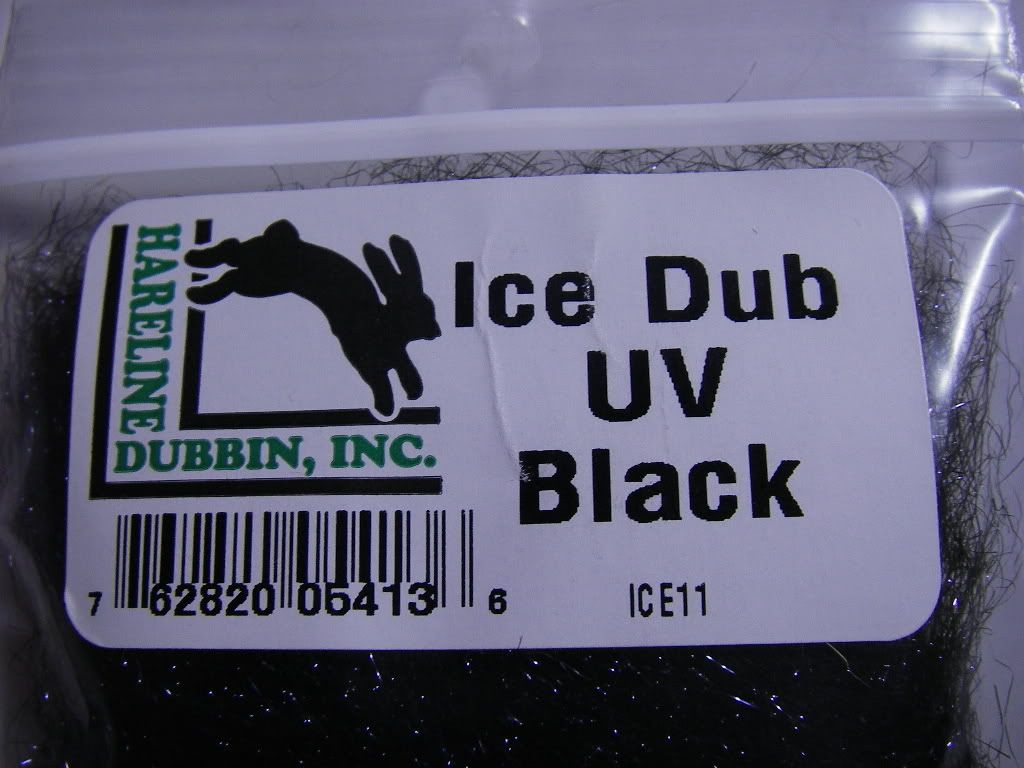 HARELINE
DUBBIN, INC.
Ice Dub
UV
Black
7 62820 05413 6
ICE11